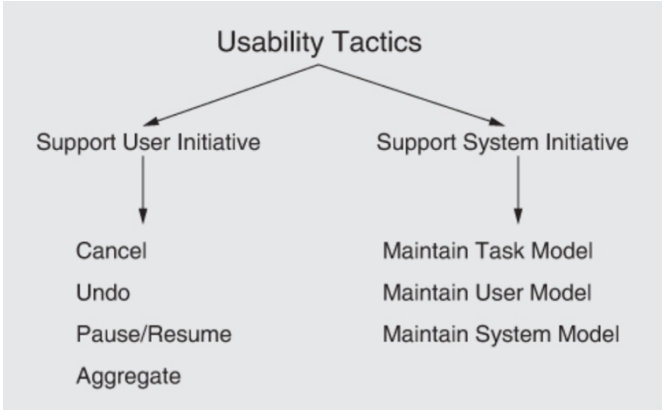 Usability Tactics
Support User Initiative
Support System Initiative
Cancel
Undo
Pause/Resume
Aggregate
Maintain Task Model
Maintain User Model
Maintain System Model